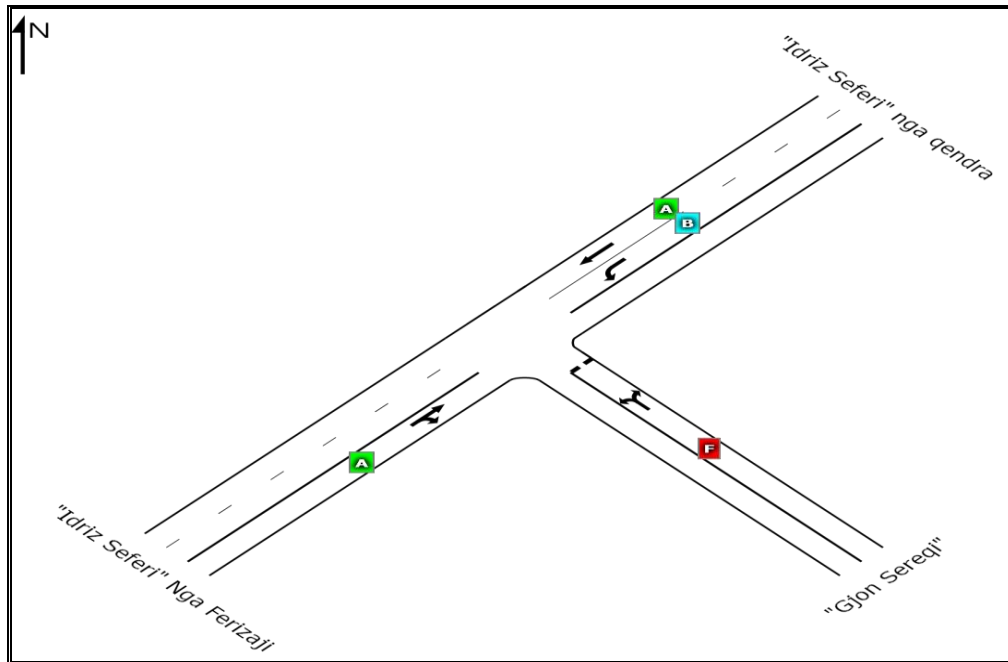 N
"Idriz Seferi" nga qendra
A
B
A
F
"Idriz Seferi" Nga Ferizaji
"Gjon Sereqi"